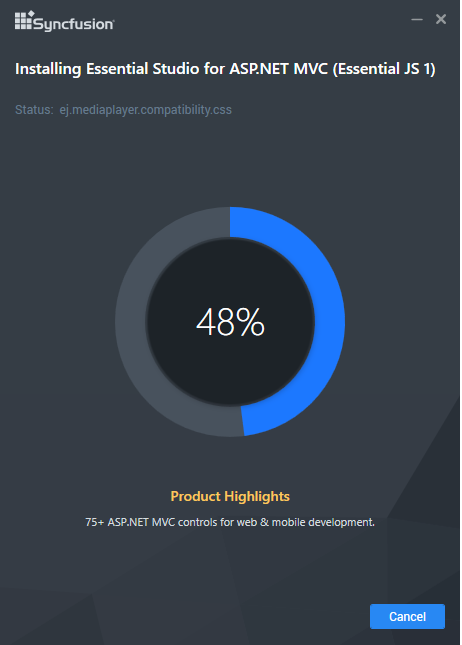 Syncfusion
Installing Essential Studio for ASP.NET MVC (Essential JS 1)
Status: ej.mediaplayer.compatibility.css
48%
Product Highlights
75+ ASP.NET MVC controls for web & mobile development.
Cancel